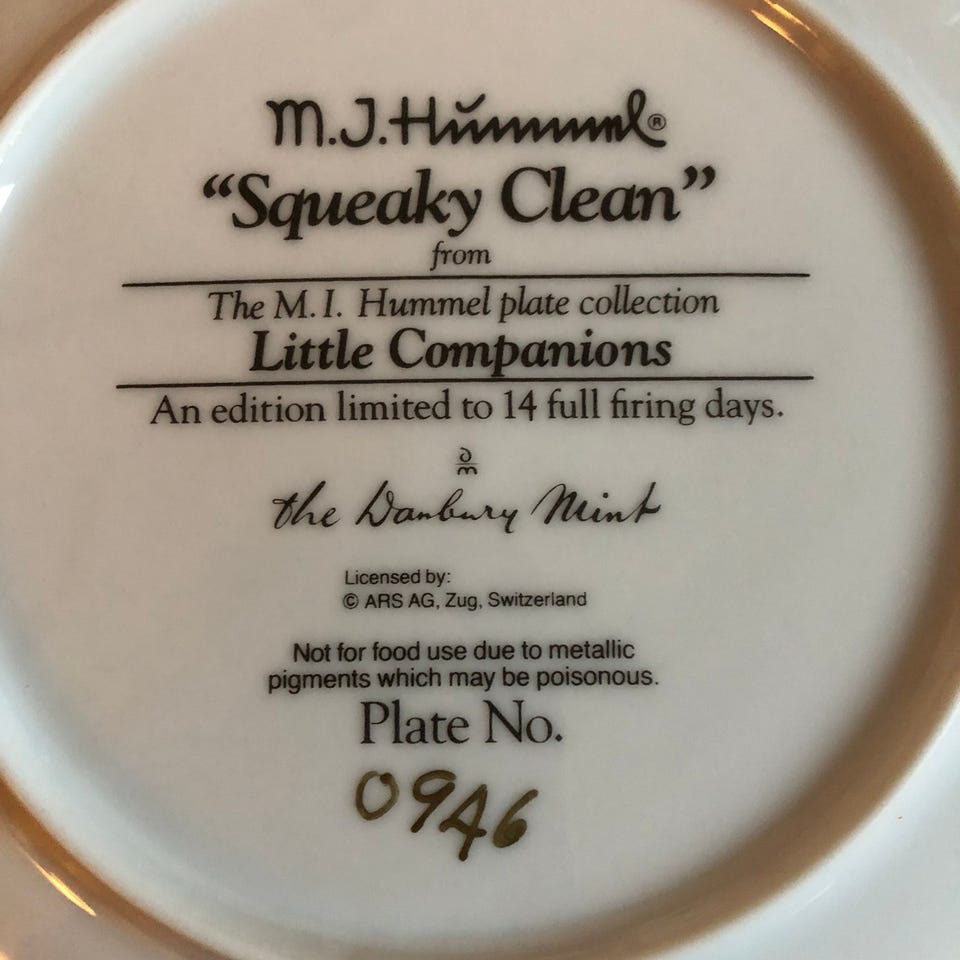 M.J.Hummel®
“Squeaky Clean”
from
The M.I. Hummel plate collection
Little Companions
An edition limited to 14 full firing days.
dm
the Danbury Mint
Licensed by:
© ARS AG, Zug, Switzerland
Not for food use due to metallic
pigments which may be poisonous.
Plate No.
0946